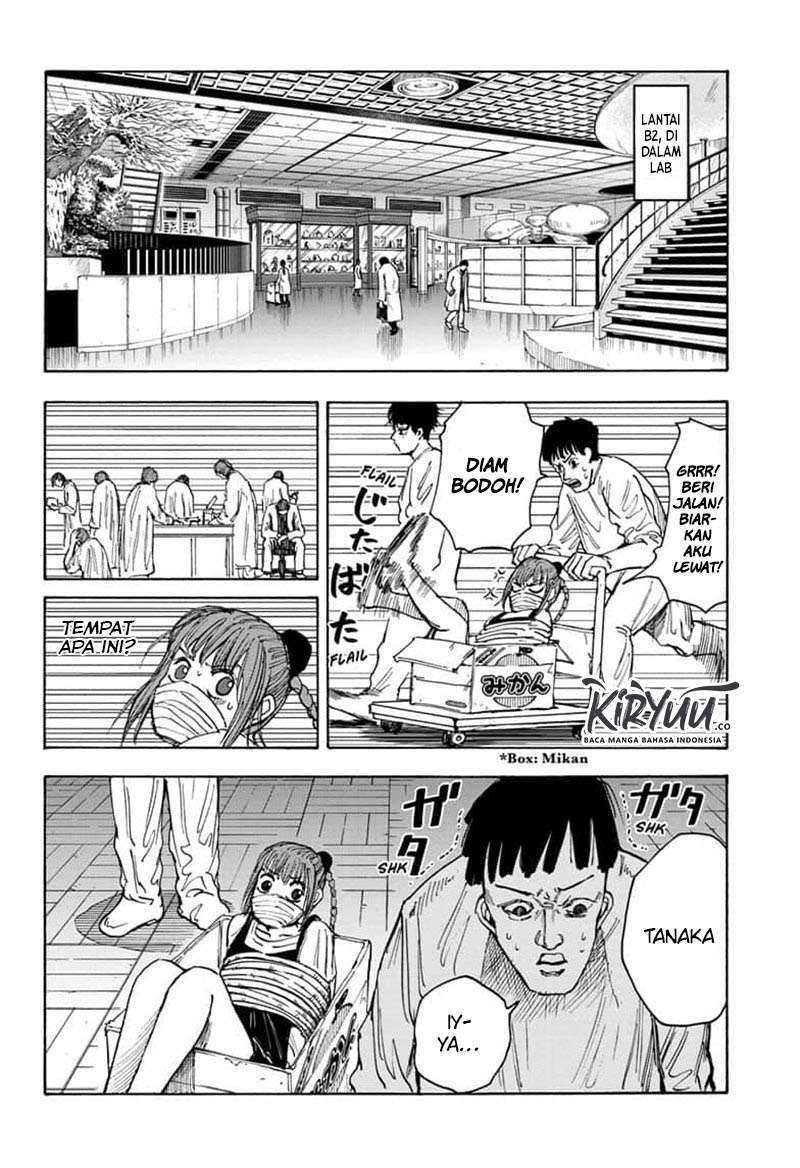 LANTAI
B2, DI
DALAM
LAB
GRRR!
BERI
JALAN!
BIAR-
KAN
AKU
LEWAT!
DIAM
BODOH!
FLAIL
じたばた
FLAIL
みかん
TEMPAT
APA INI?
KiRYUU.co
BACA MANGA BAHASA INDONESIA
*Box: Mikan
ガタ
SHK
ガタ
SHK
TANAKA
IY-
YA...